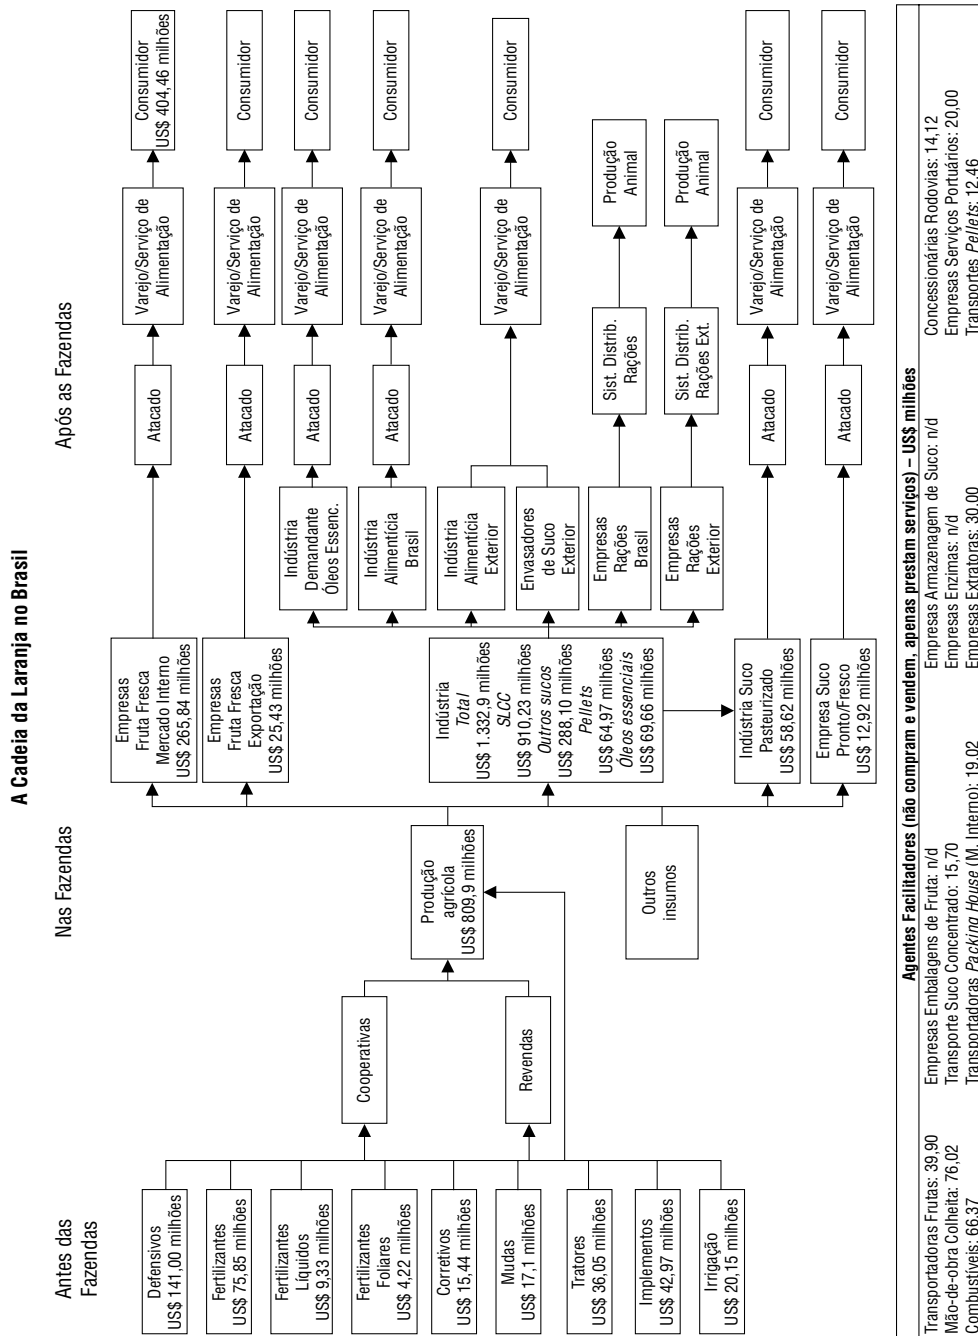 A Cadeia da Laranja no Brasil
Antes das
Fazendas
Nas Fazendas
Após as Fazendas
Defensivos
US$ 141,00 milhões
Fertilizantes
US$ 75,85 milhões
Fertilizantes
Líquidos
US$ 9,33 milhões
Fertilizantes
Foliares
US$ 4,22 milhões
Corretivos
US$ 15,44 milhões
Mudas
US$ 17,1 milhões
Tratores
US$ 36,05 milhões
Implementos
US$ 42,97 milhões
Irrigação
US$ 20,15 milhões
Cooperativas
Revendas
Produção
agrícola
US$ 809,9 milhões
Outros
insumos
Empresas
Fruta Fresca
Mercado Interno
US$ 265,84 milhões
Empresas
Fruta Fresca
Exportação
US$ 25,43 milhões
Indústria
Total
US$ 1.332,9 milhões
SLCC
US$ 910,23 milhões
Outros sucos
US$ 288,10 milhões
Pellets
US$ 64,97 milhões
Óleos essenciais
US$ 69,66 milhões
Indústria Suco
Pasteurizado
US$ 58,62 milhões
Empresa Suco
Pronto/Fresco
US$ 12,92 milhões
Indústria
Demandante
Óleos Essenc.
Indústria
Alimentícia
Brasil
Indústria
Alimentícia
Exterior
Envasadores
de Suco
Exterior
Empresas
Rações
Brasil
Empresas
Rações
Exterior
Atacado
Atacado
Atacado
Atacado
Sist. Distrib.
Rações
Sist. Distrib.
Rações Ext.
Atacado
Atacado
Varejo/Serviço de
Alimentação
Varejo/Serviço de
Alimentação
Varejo/Serviço de
Alimentação
Varejo/Serviço de
Alimentação
Varejo/Serviço de
Alimentação
Produção
Animal
Produção
Animal
Varejo/Serviço de
Alimentação
Varejo/Serviço de
Alimentação
Consumidor
US$ 404,46 milhões
Consumidor
Consumidor
Consumidor
Consumidor
Consumidor
Consumidor
Agentes Facilitadores (não compram e vendem, apenas prestam serviços) – US$ milhões
Transportadoras Frutas: 39,90
Mão-de-obra Colheita: 76,02
Combustíveis: 66,37
Empresas Embalagens de Fruta: n/d
Transporte Suco Concentrado: 15,70
Transportadoras Packing House (M. Interno): 19,02
Empresas Armazenagem de Suco: n/d
Empresas Enzimas: n/d
Empresas Extratoras: 30,00
Concessionárias Rodovias: 14,12
Empresas Serviços Portuários: 20,00
Transportes Pellets: 12,46